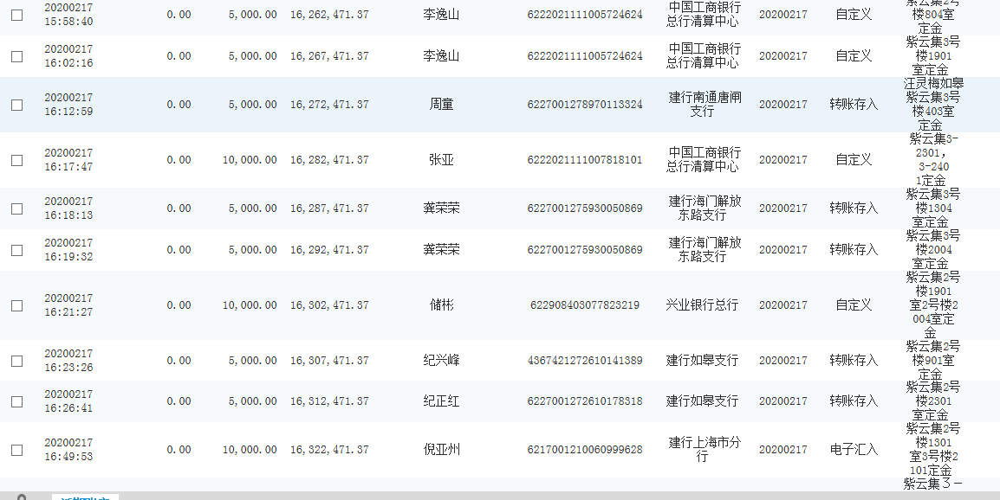 20200217
15:58:40
0.00
5,000.00
16,262,471.37
李逸山
6222021111005724624
中国工商银行
总行清算中心
20200217
自定义
紫云集2号
楼804室
定金
20200217
16:02:16
0.00
5,000.00
16,267,471.37
李逸山
6222021111005724624
中国工商银行
总行清算中心
20200217
自定义
紫云集3号
楼1901
室定金
20200217
16:12:59
0.00
5,000.00
16,272,471.37
周童
6227001278970113324
建行南通唐闸
支行
20200217
转账存入
汪灵梅如皋
紫云集3号
楼403室
定金
20200217
16:17:47
0.00
10,000.00
16,282,471.37
张亚
6222021111007818101
中国工商银行
总行清算中心
20200217
自定义
紫云集3-
2301,
3-240
1定金
20200217
16:18:13
0.00
5,000.00
16,287,471.37
龚荣荣
6227001275930050869
建行海门解放
东路支行
20200217
转账存入
紫云集3号
楼1304
室定金
20200217
16:19:32
0.00
5,000.00
16,292,471.37
龚荣荣
6227001275930050869
建行海门解放
东路支行
20200217
转账存入
紫云集3号
楼2004
室定金
20200217
16:21:27
0.00
10,000.00
16,302,471.37
储彬
622908403077823219
兴业银行总行
20200217
自定义
紫云集2号
楼1901
室2号楼2
004室定
金
20200217
16:23:26
0.00
5,000.00
16,307,471.37
纪兴峰
4367421272610141389
建行如皋支行
20200217
转账存入
紫云集2号
楼901室
定金
20200217
16:26:41
0.00
5,000.00
16,312,471.37
纪正红
6227001272610178318
建行如皋支行
20200217
转账存入
紫云集2号
楼2301
室定金
20200217
16:49:53
0.00
10,000.00
16,322,471.37
倪亚州
6217001210060999628
建行上海市分
行
20200217
电子汇入
紫云集2号
楼1301
室3号楼2
101定金
紫云集３－